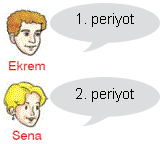 1. periyot
Ekrem
2. periyot
Sena